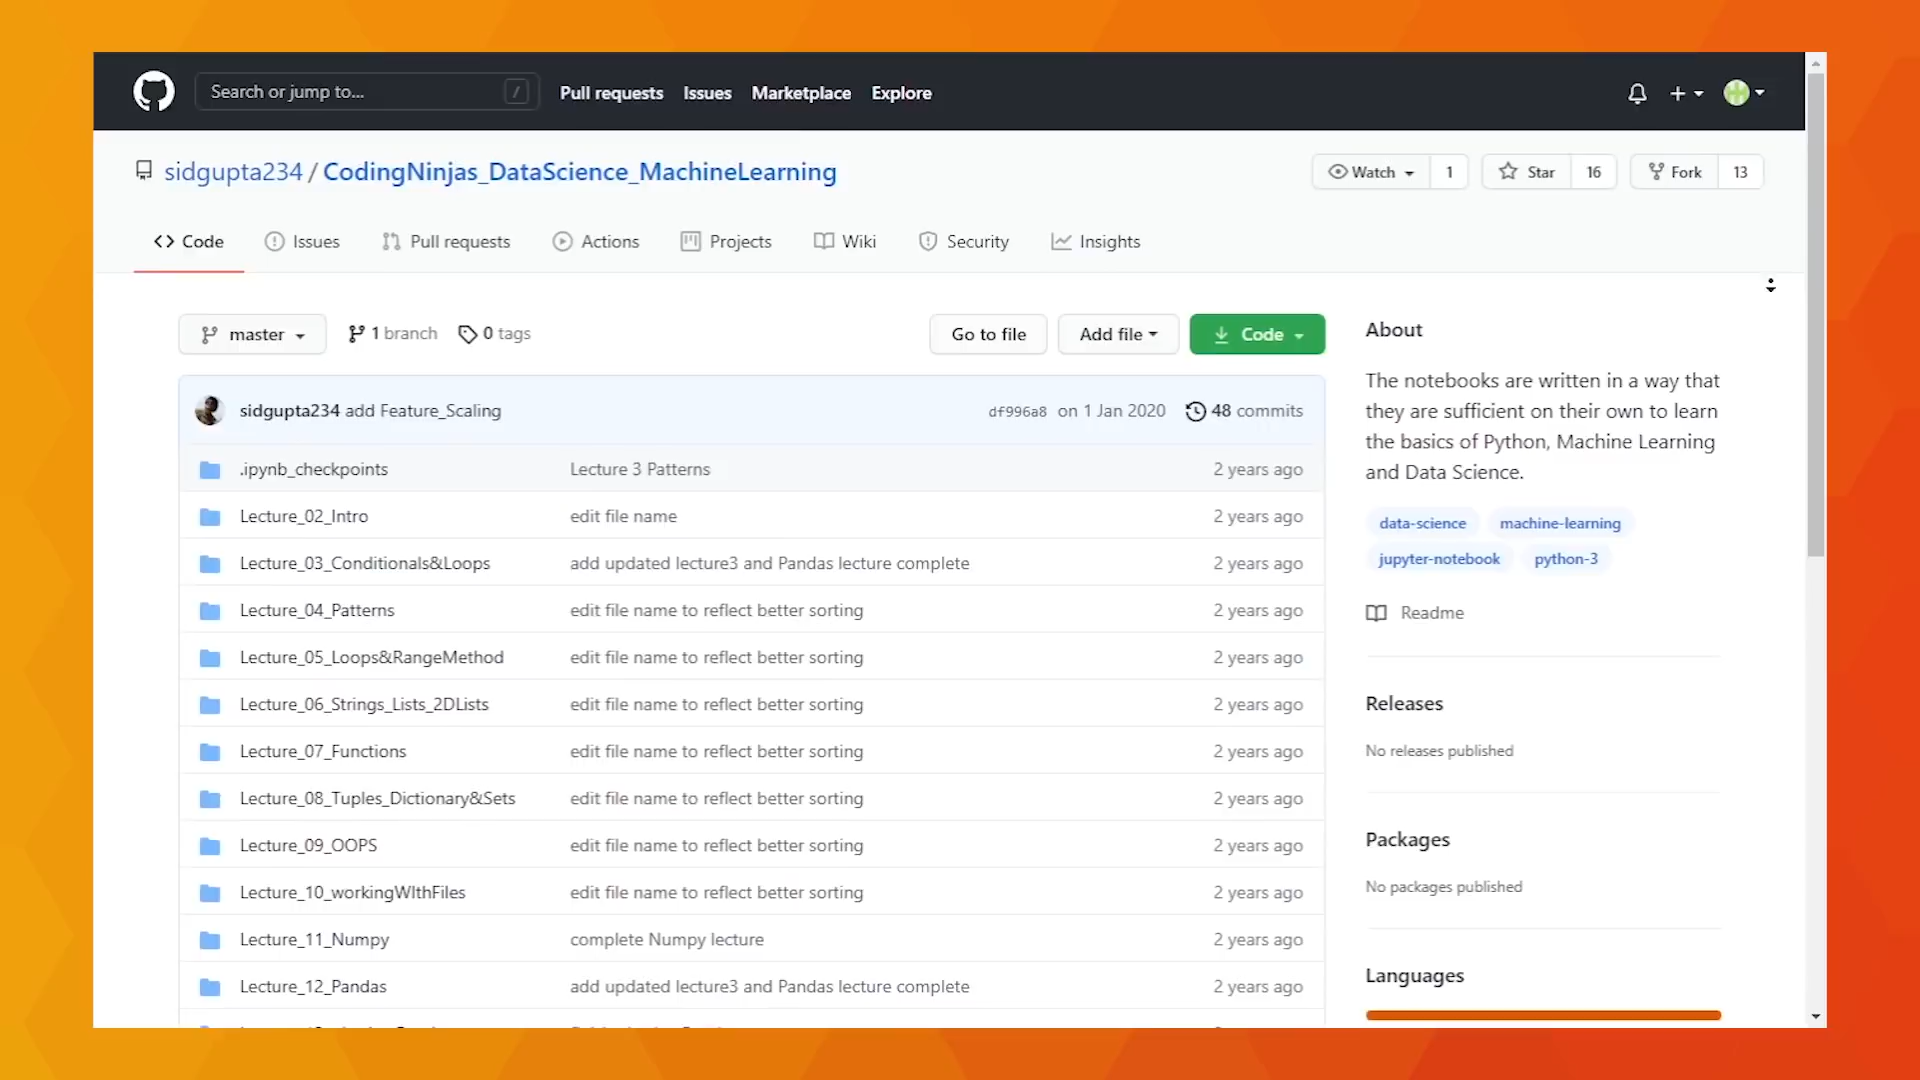 Search or jump to... /
Pull requests Issues Marketplace Explore
sidgupta234 / CodingNinjas_DataScience_MachineLearning
Watch 1 Star 16 Fork 13
Code Issues Pull requests Actions Projects Wiki Security Insights
master 1 branch 0 tags Go to file Add file Code
sidgupta234 add Feature_Scaling df996a8 on 1 Jan 2020 48 commits
.ipynb_checkpoints Lecture 3 Patterns 2 years ago
Lecture_02_Intro edit file name 2 years ago
Lecture_03_Conditionals&Loops add updated lecture3 and Pandas lecture complete 2 years ago
Lecture_04_Patterns edit file name to reflect better sorting 2 years ago
Lecture_05_Loops&RangeMethod edit file name to reflect better sorting 2 years ago
Lecture_06_Strings_Lists_2DLists edit file name to reflect better sorting 2 years ago
Lecture_07_Functions edit file name to reflect better sorting 2 years ago
Lecture_08_Tuples_Dictionary&Sets edit file name to reflect better sorting 2 years ago
Lecture_09_OOPS edit file name to reflect better sorting 2 years ago
Lecture_10_workingWIthFiles edit file name to reflect better sorting 2 years ago
Lecture_11_Numpy complete Numpy lecture 2 years ago
Lecture_12_Pandas add updated lecture3 and Pandas lecture complete 2 years ago
About
The notebooks are written in a way that
they are sufficient on their own to learn
the basics of Python, Machine Learning
and Data Science.
data-science machine-learning
jupyter-notebook python-3
Readme
Releases
No releases published
Packages
No packages published
Languages